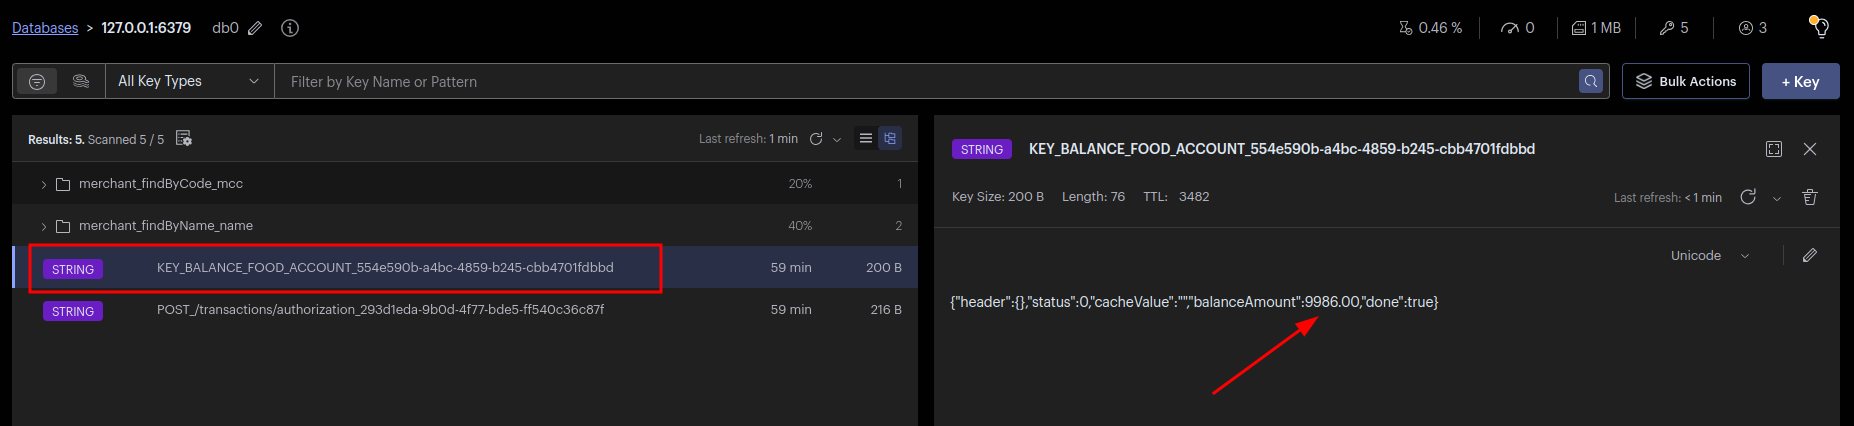 Databases > 127.0.0.1:6379 db0 0.46 % 0 1 MB 5 3
All Key Types Filter by Key Name or Pattern Bulk Actions + Key
Results: 5. Scanned 5 / 5 Last refresh: 1 min
merchant_findByCode_mcc 20% 1
merchant_findByName_name 40% 2
STRING KEY_BALANCE_FOOD_ACCOUNT_554e590b-a4bc-4859-b245-cbb4701fdbbd 59 min 200 B
STRING POST_/transactions/authorization_293d1eda-9b0d-4f77-bde5-ff540c36c87f 59 min 216 B
STRING KEY_BALANCE_FOOD_ACCOUNT_554e590b-a4bc-4859-b245-cbb4701fdbbd
Key Size: 200 B Length: 76 TTL: 3482 Last refresh: < 1 min
Unicode
{"header":{},"status":0,"cacheValue":"","balanceAmount":9986.00,"done":true}